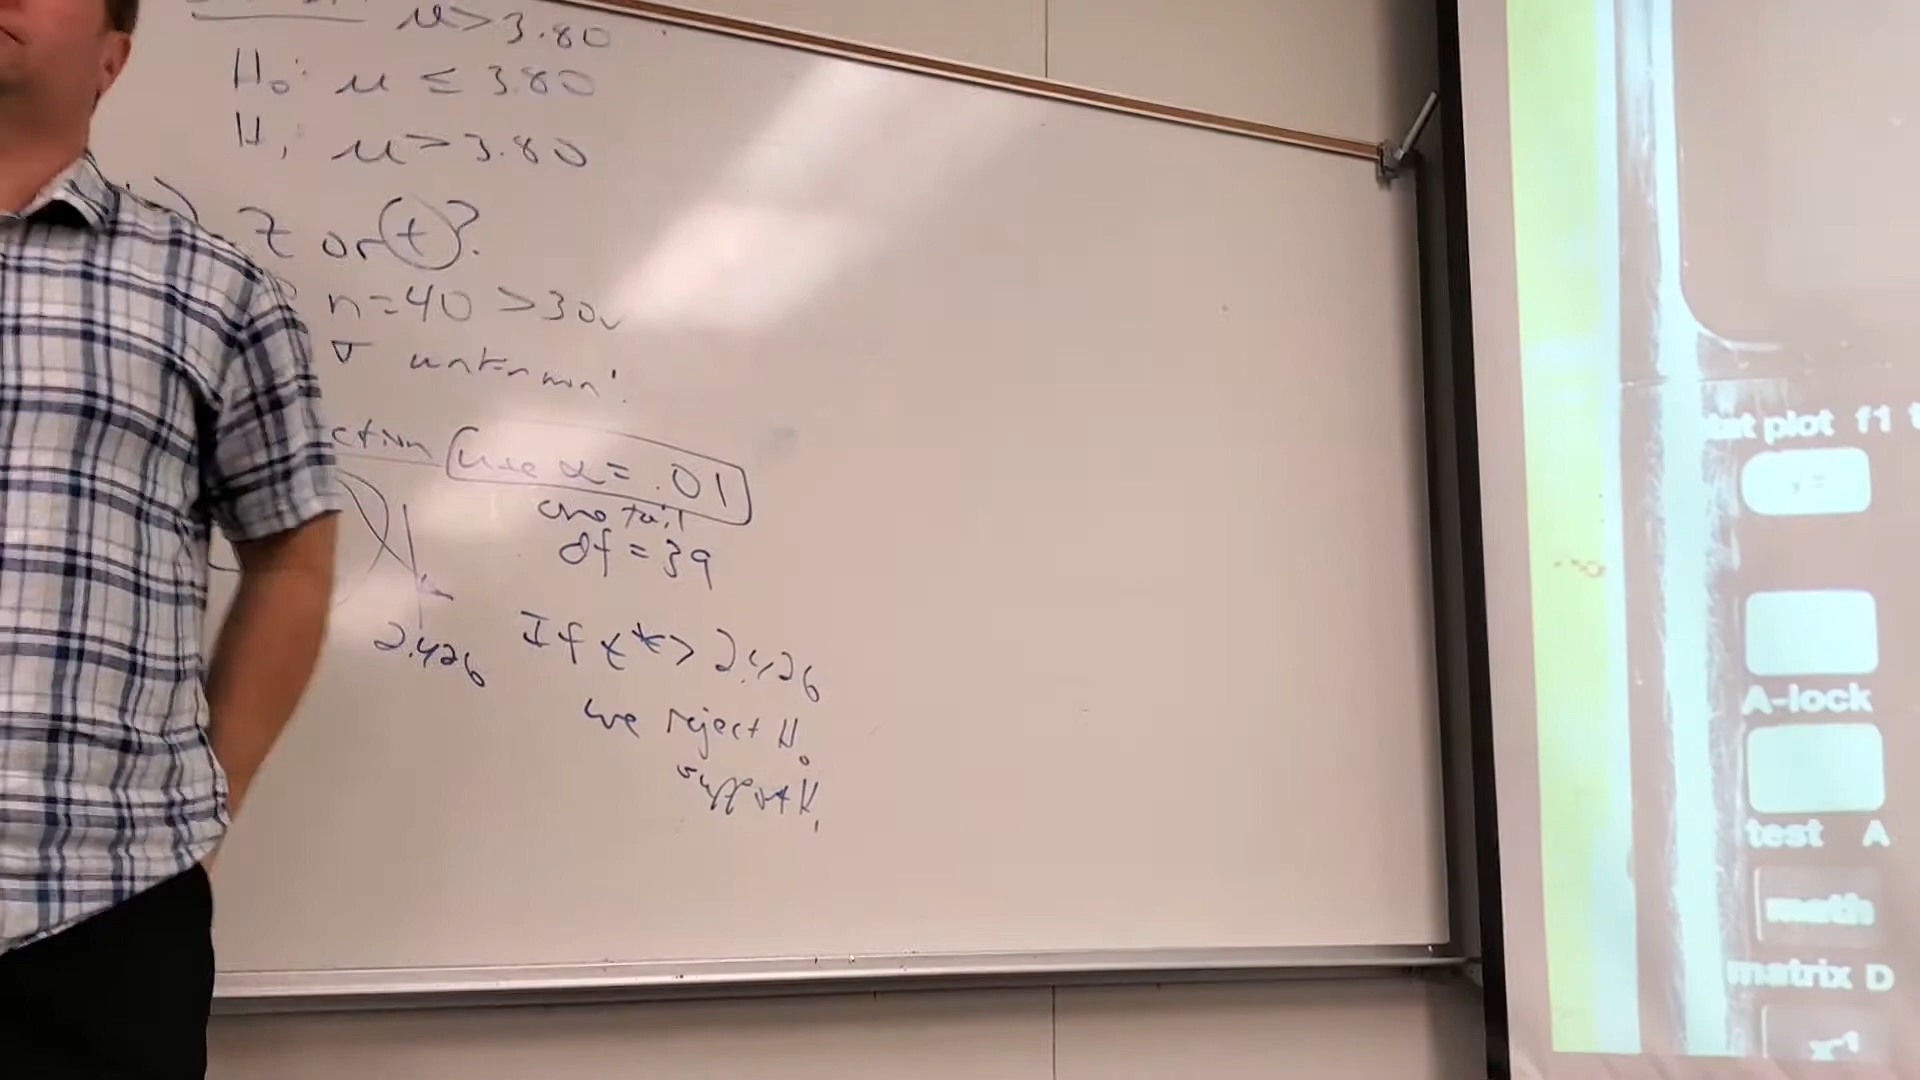 μ > 3.80
H₀: μ ≤ 3.80
H₁: μ > 3.80
z or t?
n = 40 > 30
σ unknown
ction use α = .01
one tail
df = 39
2.426
If t* > 2.426
we reject H₀
support H₁
stat plot f1
y =
A-lock
test A
math
matrix D
x⁻¹